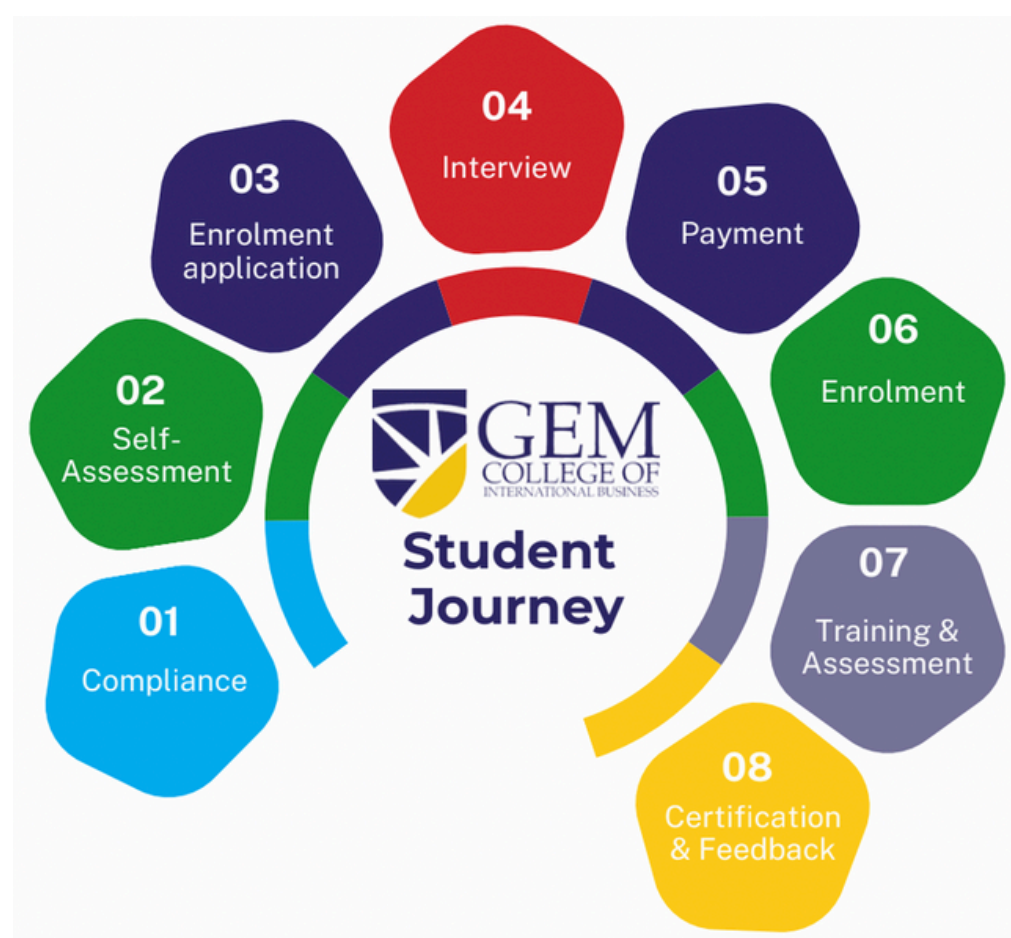 01
Compliance
02
Self-
Assessment
03
Enrolment
application
04
Interview
05
Payment
06
Enrolment
07
Training &
Assessment
08
Certification
& Feedback
GEM
COLLEGE OF
INTERNATIONAL BUSINESS
Student
Journey